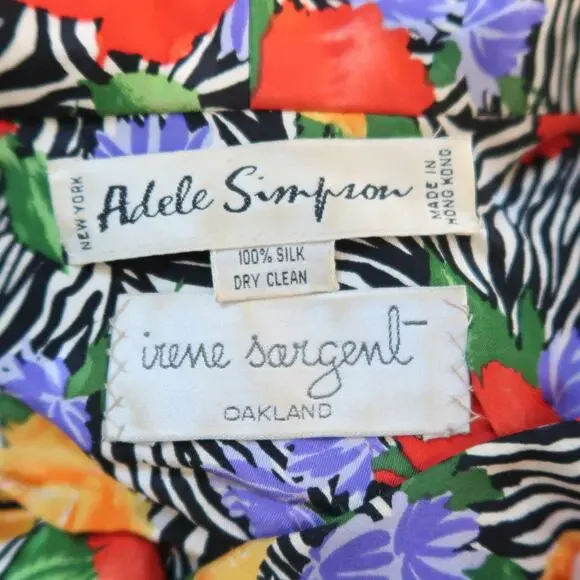 NEW YORK
Adele Simpson
MADE IN
HONG KONG
100% SILK
DRY CLEAN
irene sargent
OAKLAND